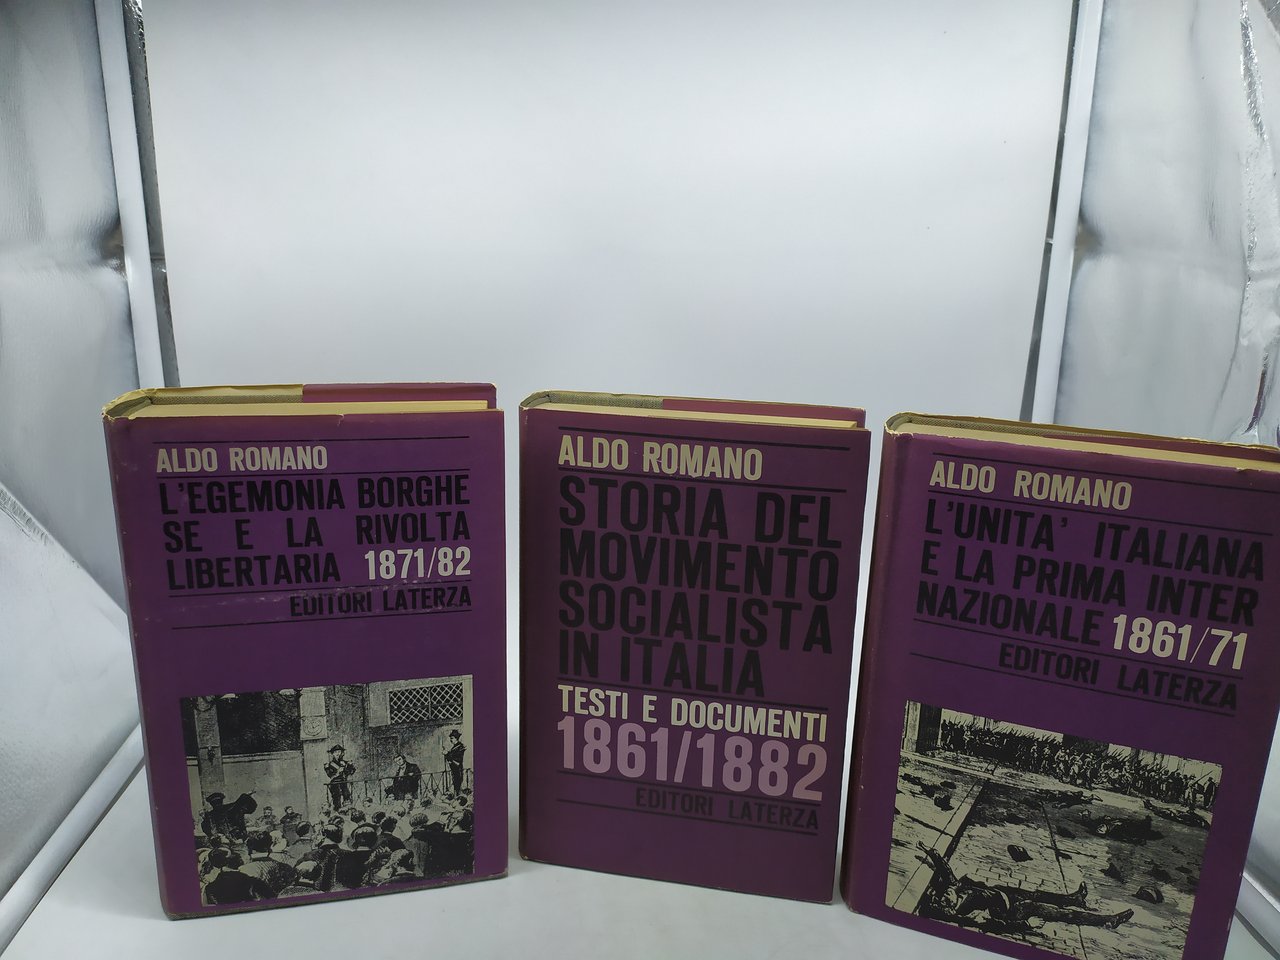 ALDO ROMANO
L'EGEMONIA BORGHE
SE E LA RIVOLTA
LIBERTARIA 1871/82
EDITORI LATERZA
ALDO ROMANO
STORIA DEL
MOVIMENTO
SOCIALISTA
IN ITALIA
TESTI E DOCUMENTI
1861/1882
EDITORI LATERZA
ALDO ROMANO
L'UNITA' ITALIANA
E LA PRIMA INTER
NAZIONALE 1861/71
EDITORI LATERZA